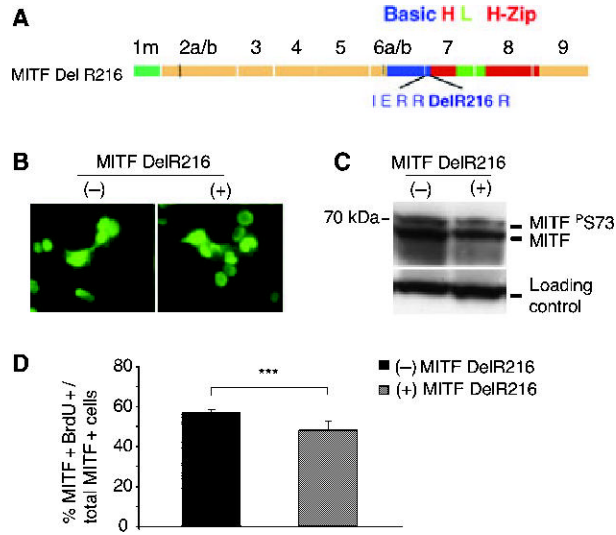 A
Basic H L H-Zip
1m 2a/b 3 4 5 6a/b 7 8 9
MITF Del R216
I E R R DelR216 R
B
MITF DelR216
(–) (+)
C
MITF DelR216
(–) (+)
70 kDa–
MITF PS73
MITF
Loading
control
D
% MITF + BrdU +/
total MITF + cells
80
60
40
20
0
***
(–) MITF DelR216
(+) MITF DelR216